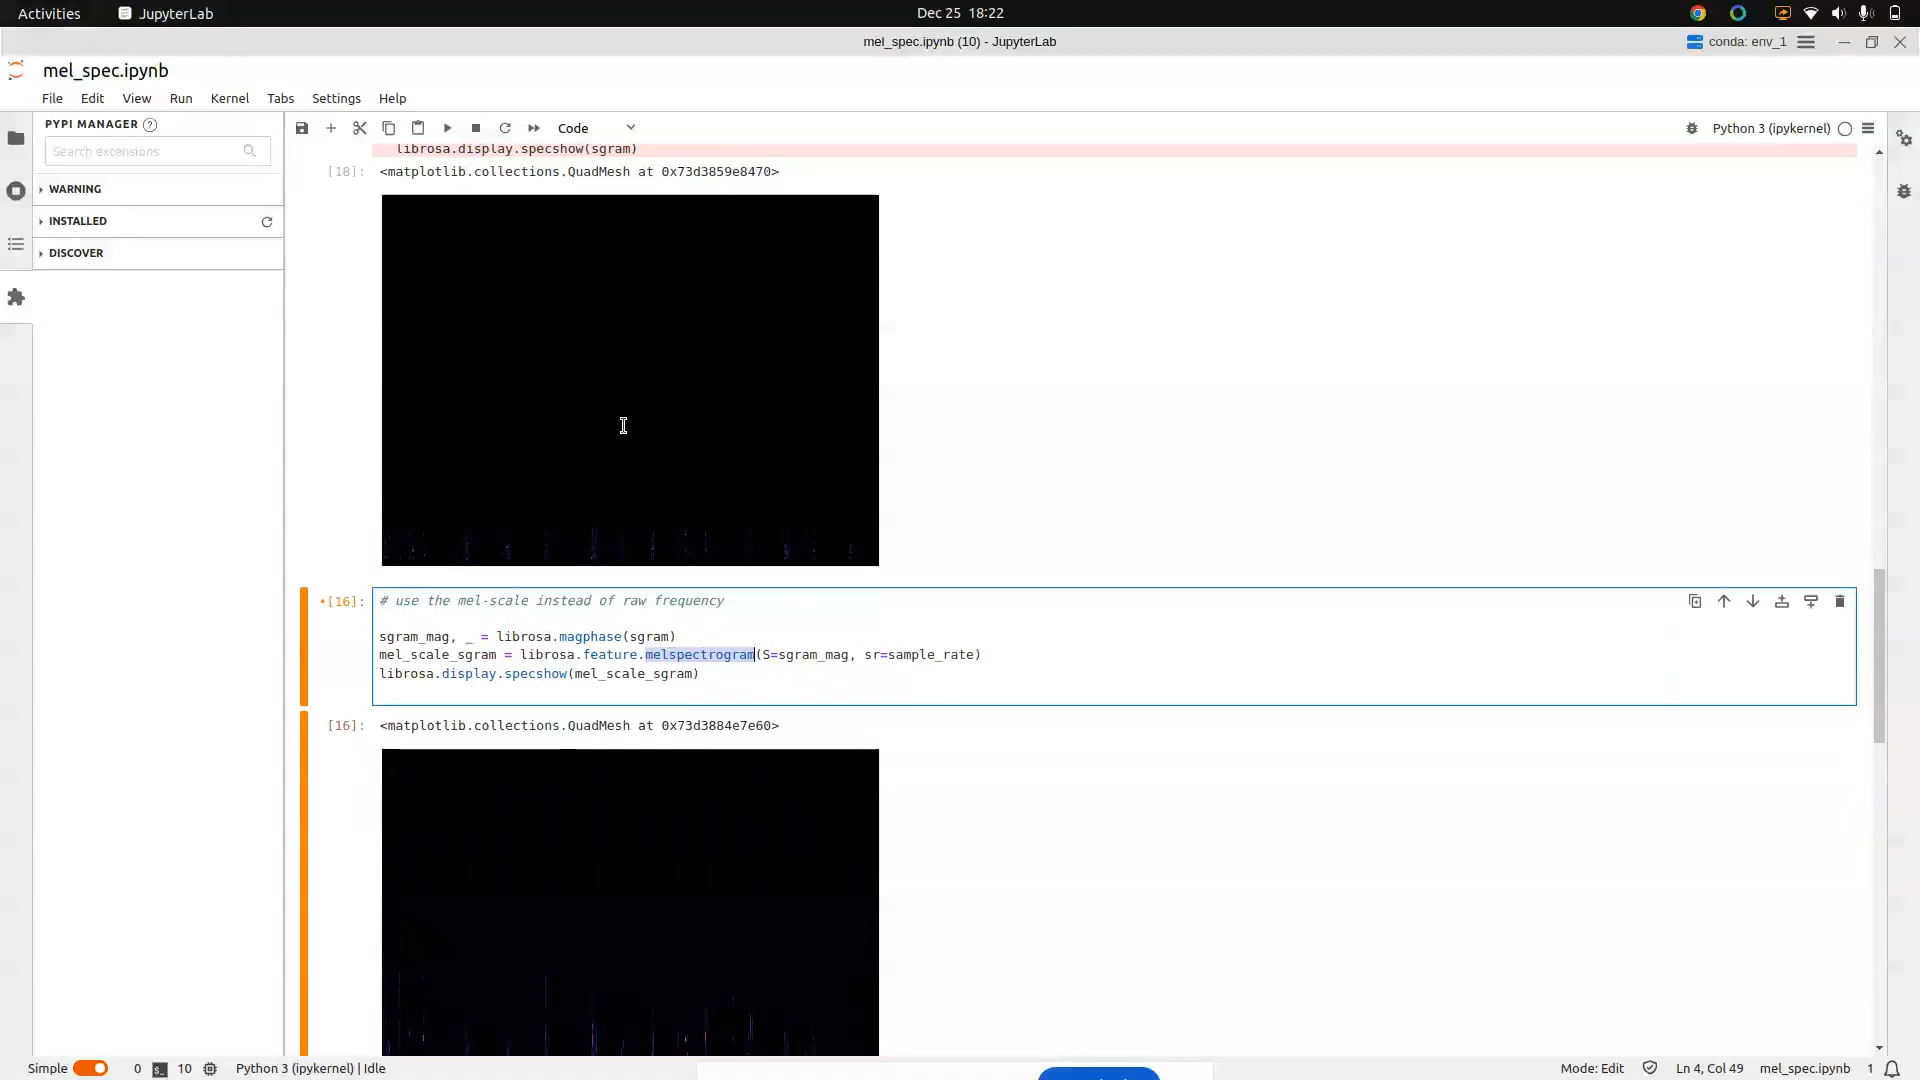 Activities JupyterLab Dec 25 18:22
mel_spec.ipynb (10) - JupyterLab conda: env_1
mel_spec.ipynb
File Edit View Run Kernel Tabs Settings Help
PYPI MANAGER ?
Search extensions
WARNING
INSTALLED
DISCOVER
Code
Python 3 (ipykernel)
librosa.display.specshow(sgram)
[18]: <matplotlib.collections.QuadMesh at 0x73d3859e8470>
•[16]: # use the mel-scale instead of raw frequency
sgram_mag, _ = librosa.magphase(sgram)
mel_scale_sgram = librosa.feature.melspectrogram(S=sgram_mag, sr=sample_rate)
librosa.display.specshow(mel_scale_sgram)
[16]: <matplotlib.collections.QuadMesh at 0x73d3884e7e60>
Simple 0 $_ 10 Python 3 (ipykernel) | Idle Mode: Edit Ln 4, Col 49 mel_spec.ipynb 1